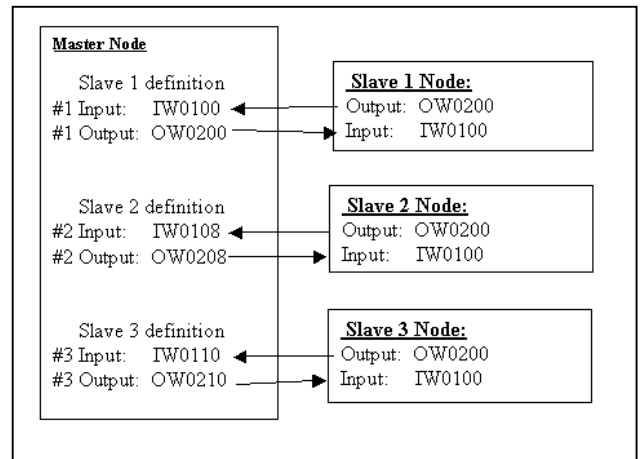 Master Node
Slave 1 definition
#1 Input: IW0100
#1 Output: OW0200
Slave 1 Node:
Output: OW0200
Input: IW0100
Slave 2 definition
#2 Input: IW0108
#2 Output: OW0208
Slave 2 Node:
Output: OW0200
Input: IW0100
Slave 3 definition
#3 Input: IW0110
#3 Output: OW0210
Slave 3 Node:
Output: OW0200
Input: IW0100